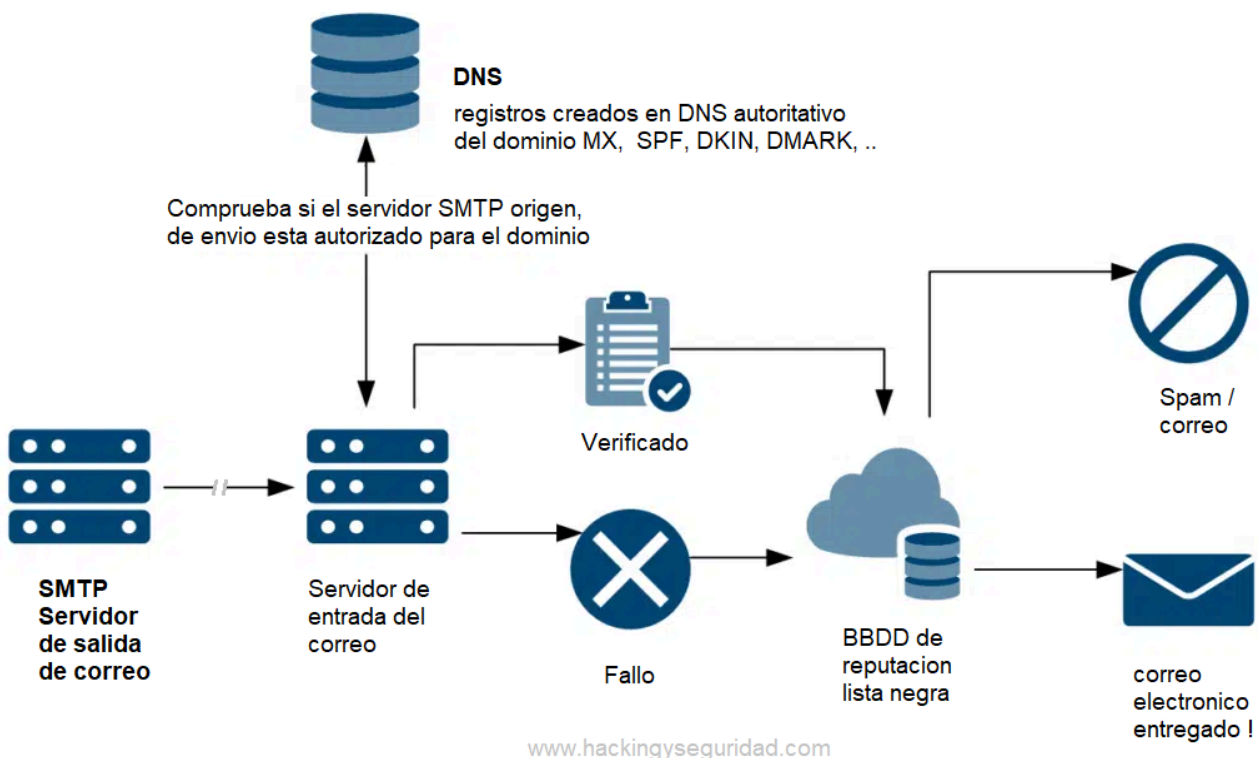 DNS
registros creados en DNS autoritativo
del dominio MX, SPF, DKIN, DMARK, ..
Comprueba si el servidor SMTP origen,
de envio esta autorizado para el dominio
Verificado
Spam /
correo
SMTP
Servidor
de salida
de correo
Servidor de
entrada del
correo
Fallo
BBDD de
reputacion
lista negra
correo
electronico
entregado !
www.hackingyseguridad.com